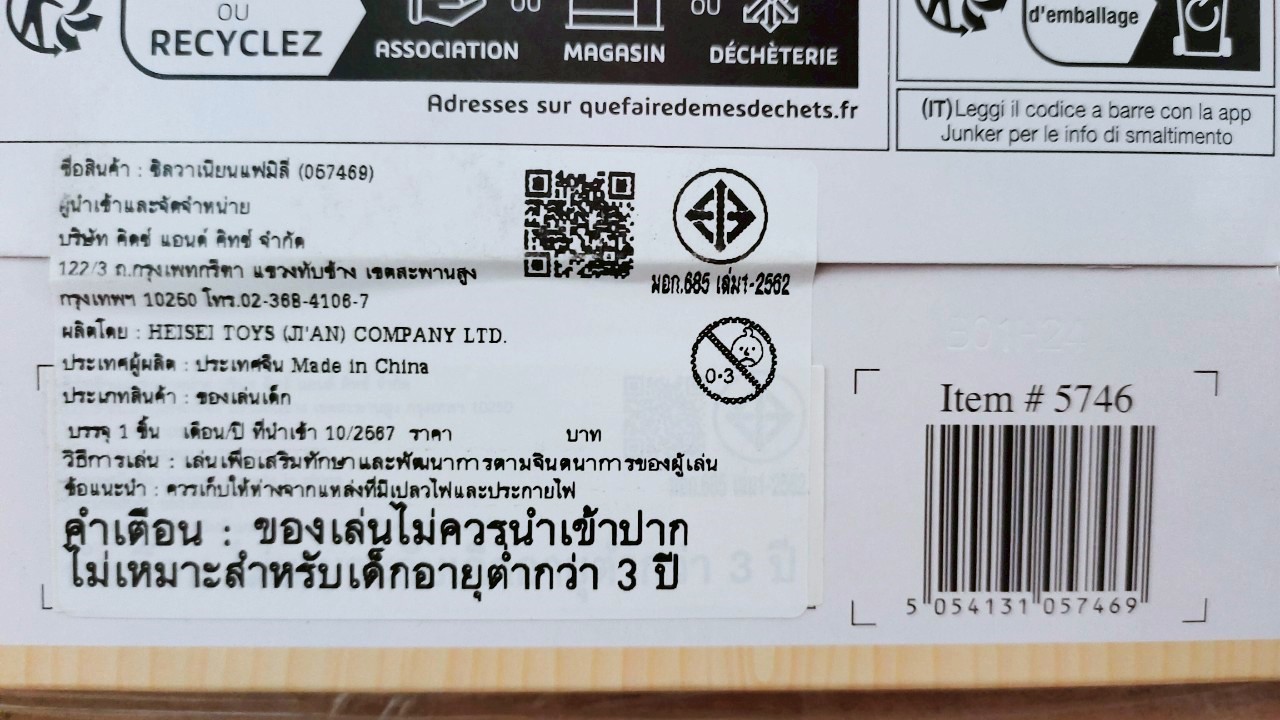 OU
RECYCLEZ
ASSOCIATION
OU
MAGASIN
OU
DÉCHÈTERIE
Adresses sur quefairedemesdechets.fr
d'emballage
(IT)Leggi il codice a barre con la app
Junker per le info di smaltimento
ชื่อสินค้า : ซิลวาเนียนแฟมิลี่ (057469)
ผู้นำเข้าและจัดจำหน่าย
บริษัท คิดซ์ แอนด์ คิทซ์ จำกัด
122/3 ถ.กรุงเทพกรีฑา แขวงทับช้าง เขตสะพานสูง
กรุงเทพฯ 10250 โทร.02-368-4106-7
ผลิตโดย : HEISEI TOYS (JI'AN) COMPANY LTD.
ประเทศผู้ผลิต : ประเทศจีน Made in China
ประเภทสินค้า : ของเล่นเด็ก
บรรจุ 1 ชิ้น เดือน/ปี ที่นำเข้า 10/2567 ราคา บาท
วิธีการเล่น : เล่นเพื่อเสริมทักษาและพัฒนาการตามจินตนาการของผู้เล่น
ข้อแนะนำ : ควรเก็บให้ห่างจากแหล่งที่มีเปลวไฟและประกายไฟ
คำเตือน : ของเล่นไม่ควรนำเข้าปาก
ไม่เหมาะสำหรับเด็กอายุต่ำกว่า 3 ปี
มอก.685 เล่ม1-2562
0-3
Item # 5746
5 054131 057469